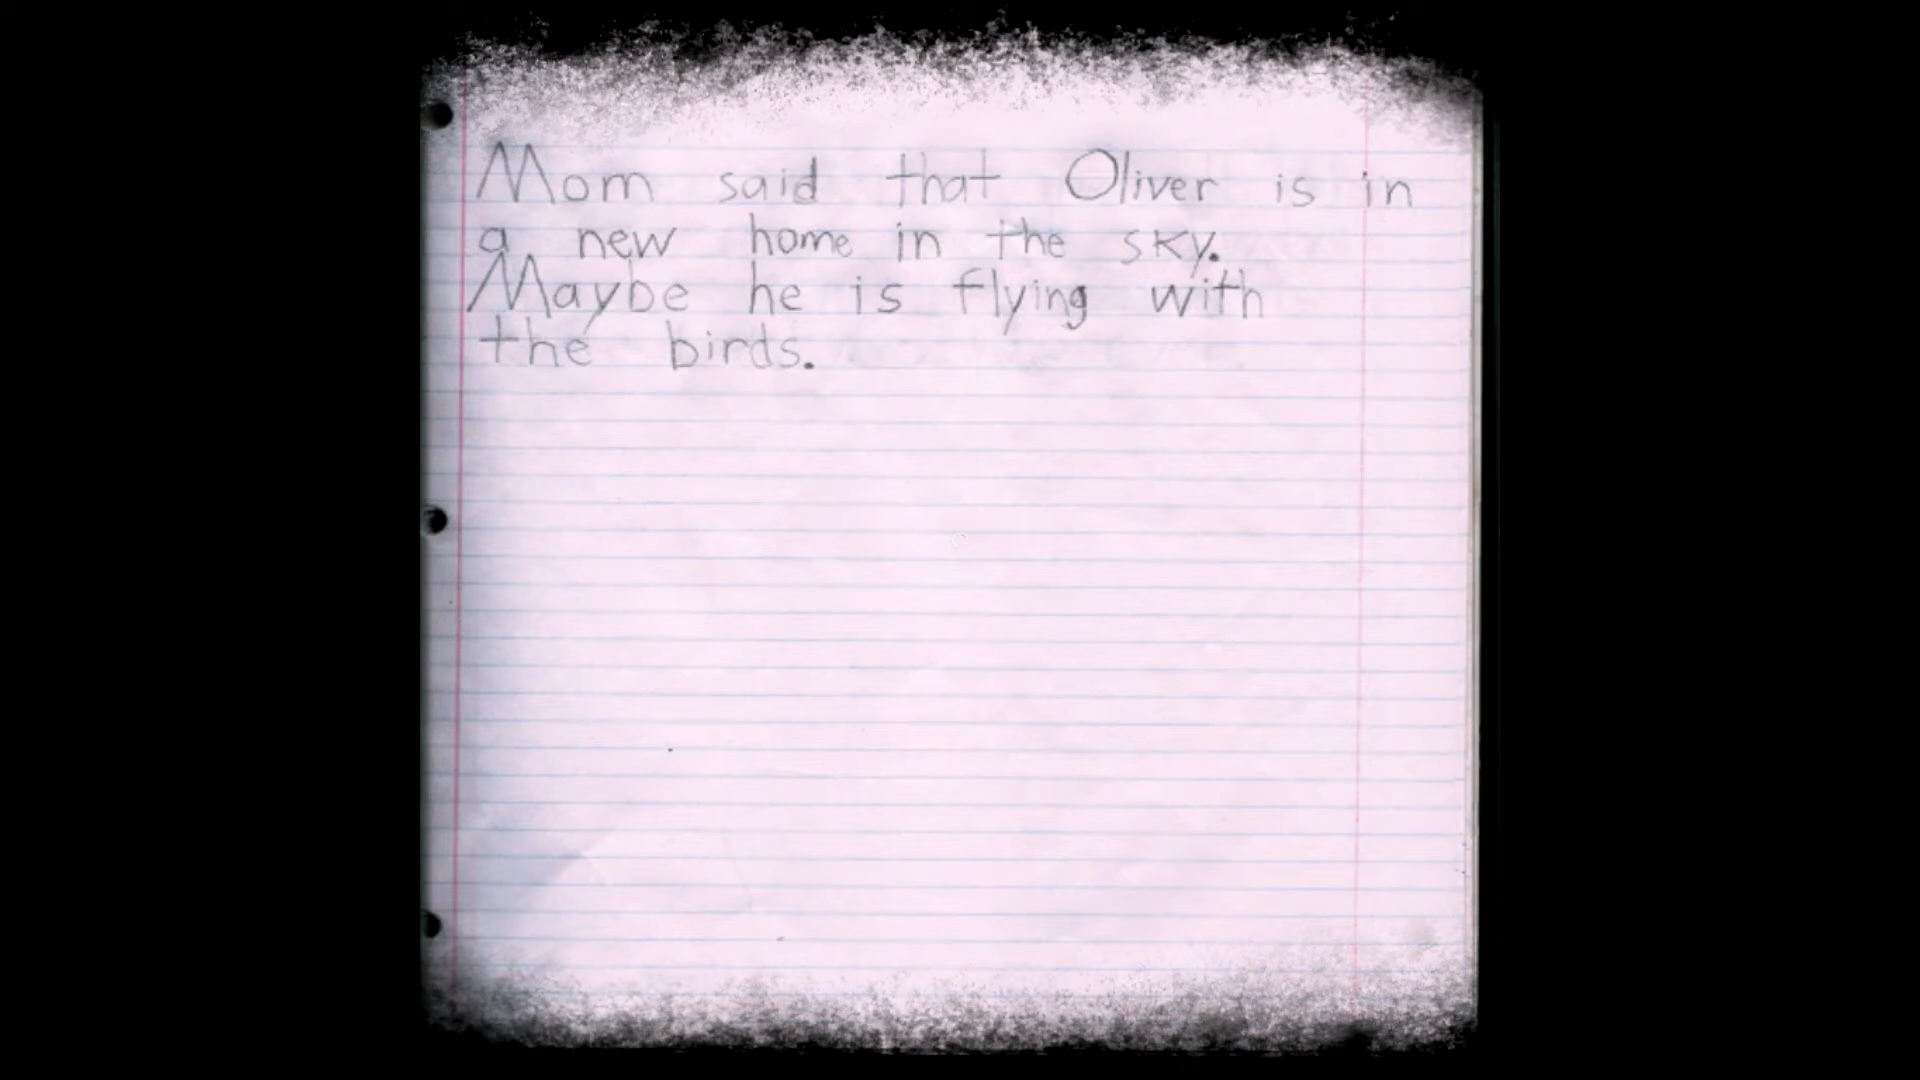 Mom said that Oliver is in
a new home in the sky.
Maybe he is flying with
the birds.